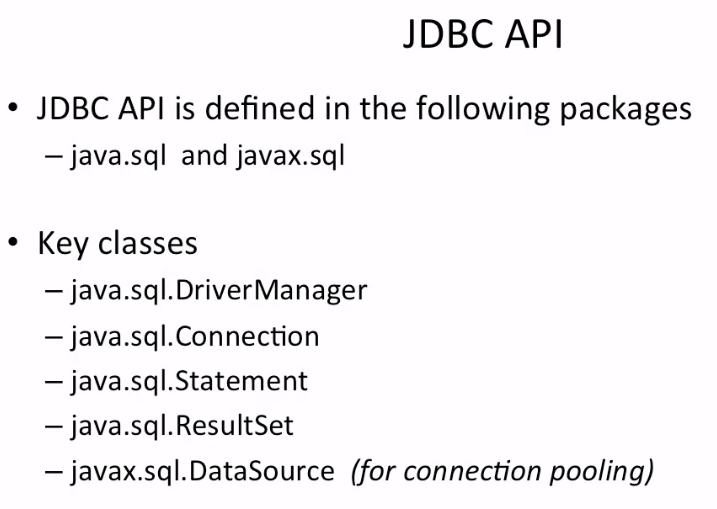 JDBC API
• JDBC API is defined in the following packages
– java.sql and javax.sql
• Key classes
– java.sql.DriverManager
– java.sql.Connection
– java.sql.Statement
– java.sql.ResultSet
– javax.sql.DataSource (for connection pooling)